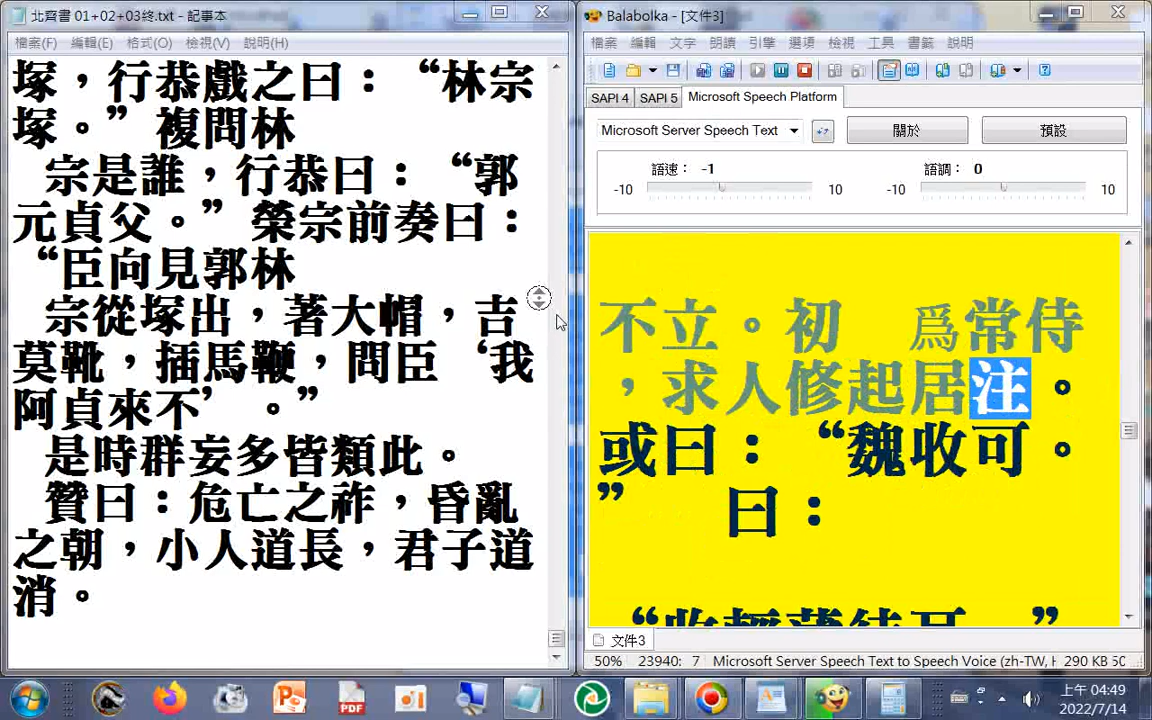 北齊書 01+02+03終.txt - 記事本
檔案(F) 編輯(E) 格式(O) 檢視(V) 說明(H)
塚，行恭戲之曰：“林宗
塚。”複問林
宗是誰，行恭曰：“郭
元貞父。”榮宗前奏曰：
“臣向見郭林
宗從塚出，著大帽，吉
莫靴，插馬鞭，問臣‘我
阿貞來不’。”
是時群妄多皆類此。
贊曰：危亡之祚，昏亂
之朝，小人道長，君子道
消。
Balabolka - [文件3]
檔案 編輯 文字 朗讀 引擎 選項 檢視 工具 書籤 說明
SAPI 4 SAPI 5 Microsoft Speech Platform
Microsoft Server Speech Text 關於 預設
語速： -1 語調： 0
-10 10 -10 10
不立。初 爲常侍
，求人修起居注。
或曰：“魏收可。
” 曰：
“收輕薄徒耳。”
文件3
50% 23940: 7 Microsoft Server Speech Text to Speech Voice (zh-TW, H 290 KB 50
PDF
上午 04:49
2022/7/14